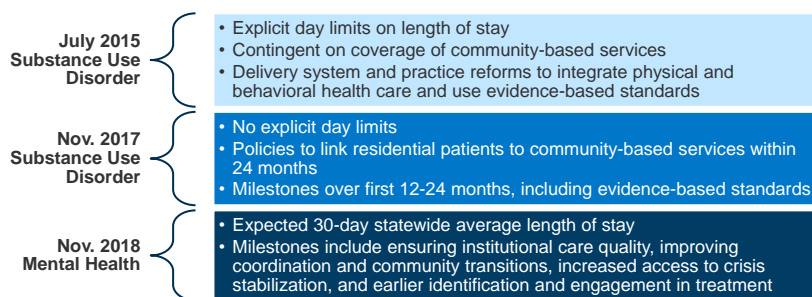 July 2015
Substance Use
Disorder
• Explicit day limits on length of stay
• Contingent on coverage of community-based services
• Delivery system and practice reforms to integrate physical and
behavioral health care and use evidence-based standards
Nov. 2017
Substance Use
Disorder
• No explicit day limits
• Policies to link residential patients to community-based services within
24 months
• Milestones over first 12-24 months, including evidence-based standards
Nov. 2018
Mental Health
• Expected 30-day statewide average length of stay
• Milestones include ensuring institutional care quality, improving
coordination and community transitions, increased access to crisis
stabilization, and earlier identification and engagement in treatment